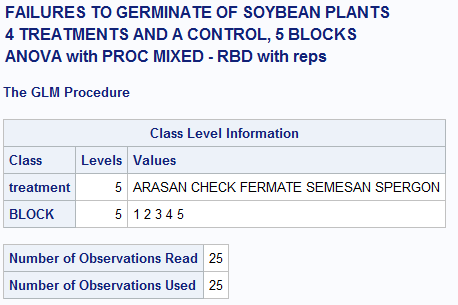 FAILURES TO GERMINATE OF SOYBEAN PLANTS
4 TREATMENTS AND A CONTROL, 5 BLOCKS
ANOVA with PROC MIXED - RBD with reps
The GLM Procedure
Class Level Information
Class Levels Values
treatment 5 ARASAN CHECK FERMATE SEMESAN SPERGON
BLOCK 5 1 2 3 4 5
Number of Observations Read 25
Number of Observations Used 25